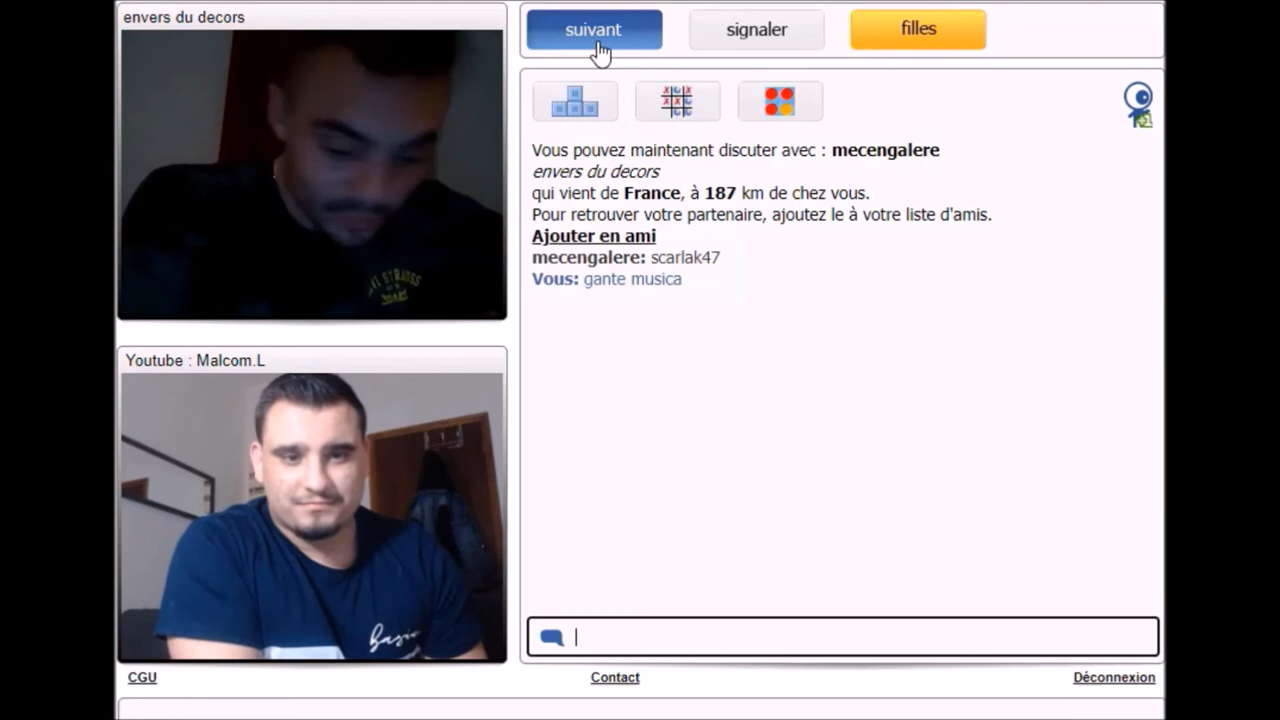 envers du decors
suivant
signaler
filles
Vous pouvez maintenant discuter avec : mecengalere
envers du decors
qui vient de France, à 187 km de chez vous.
Pour retrouver votre partenaire, ajoutez le à votre liste d'amis.
Ajouter en ami
mecengalere: scarlak47
Vous: gante musica
Youtube : Malcom.L
CGU
Contact
Déconnexion